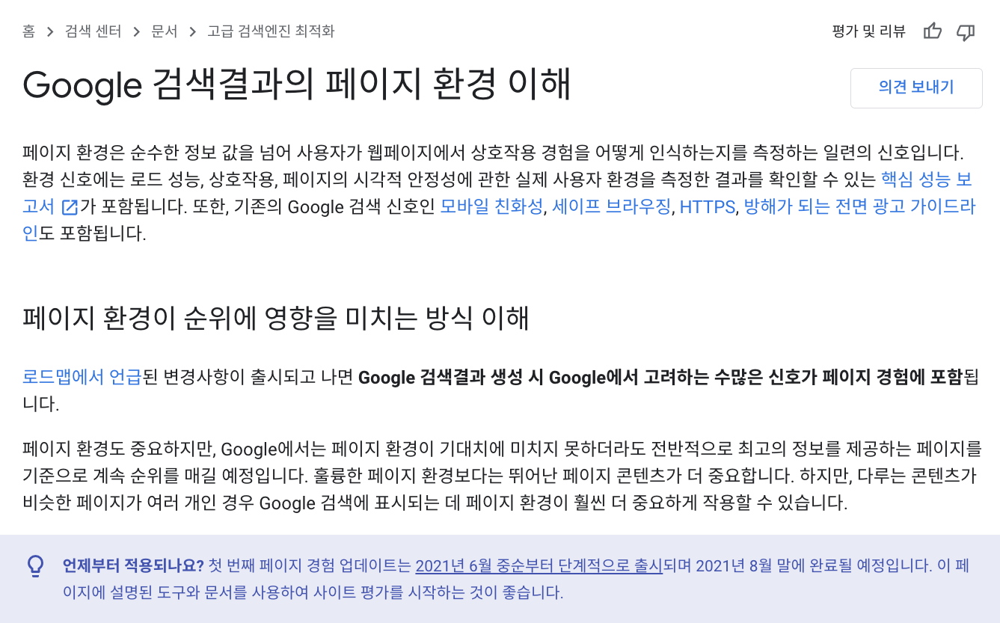 홈 > 검색 센터 > 문서 > 고급 검색엔진 최적화
평가 및 리뷰
Google 검색결과의 페이지 환경 이해
의견 보내기
페이지 환경은 순수한 정보 값을 넘어 사용자가 웹페이지에서 상호작용 경험을 어떻게 인식하는지를 측정하는 일련의 신호입니다.
환경 신호에는 로드 성능, 상호작용, 페이지의 시각적 안정성에 관한 실제 사용자 환경을 측정한 결과를 확인할 수 있는 핵심 성능 보
고서 가 포함됩니다. 또한, 기존의 Google 검색 신호인 모바일 친화성, 세이프 브라우징, HTTPS, 방해가 되는 전면 광고 가이드라
인도 포함됩니다.
페이지 환경이 순위에 영향을 미치는 방식 이해
로드맵에서 언급된 변경사항이 출시되고 나면 Google 검색결과 생성 시 Google에서 고려하는 수많은 신호가 페이지 경험에 포함됩
니다.
페이지 환경도 중요하지만, Google에서는 페이지 환경이 기대치에 미치지 못하더라도 전반적으로 최고의 정보를 제공하는 페이지를
기준으로 계속 순위를 매길 예정입니다. 훌륭한 페이지 환경보다는 뛰어난 페이지 콘텐츠가 더 중요합니다. 하지만, 다루는 콘텐츠가
비슷한 페이지가 여러 개인 경우 Google 검색에 표시되는 데 페이지 환경이 훨씬 더 중요하게 작용할 수 있습니다.
언제부터 적용되나요? 첫 번째 페이지 경험 업데이트는 2021년 6월 중순부터 단계적으로 출시되며 2021년 8월 말에 완료될 예정입니다. 이 페
이지에 설명된 도구와 문서를 사용하여 사이트 평가를 시작하는 것이 좋습니다.